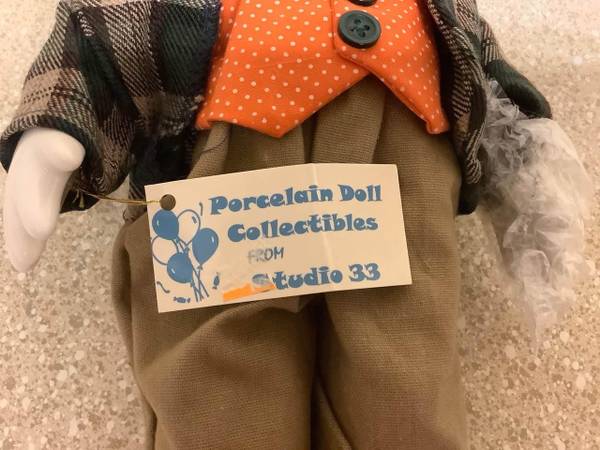 Porcelain Doll
Collectibles
FROM
Studio 33